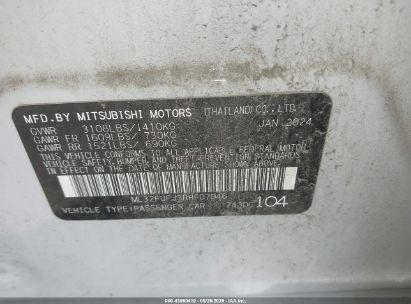 MFD.BY MITSUBISHI MOTORS (THAILAND) CO., LTD.
GVWR 3108LBS/1410KG JAN 2024
GAWR FR 1609LBS/ 730KG
GAWR RR 1521LBS/ 690KG
THIS VEHICLE CONFORMS TO ALL APPLICABLE FEDERAL MOTOR
VEHICLE SAFETY, BUMPER AND THEFT PREVENTION STANDARDS IN
EFFECT ON THE DATE OF MANUFACTURE SHOWN ABOVE.
VEHICLE TYPE:PASSENGER CAR 104